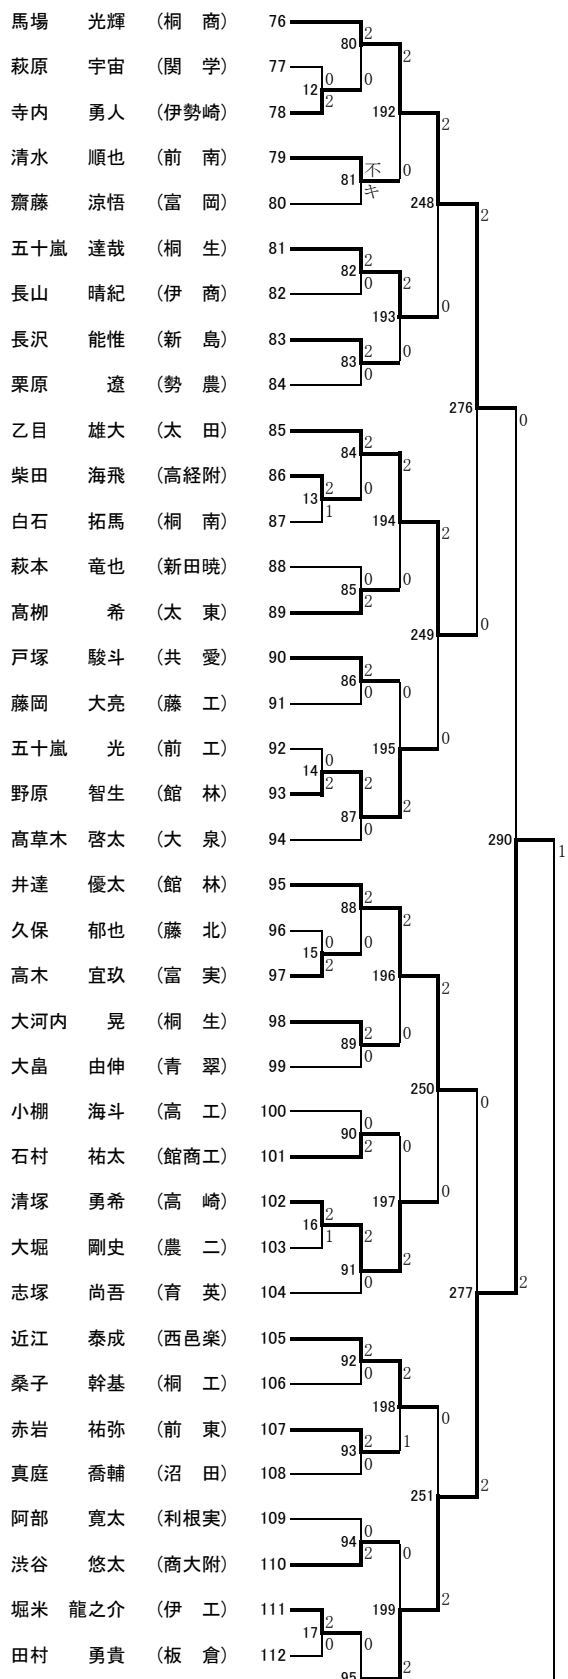 馬場 光輝 (桐 商) 76
萩原 宇宙 (関 学) 77
寺内 勇人 (伊勢崎) 78
清水 順也 (前 南) 79
齋藤 涼悟 (富 岡) 80
五十嵐 達哉 (桐 生) 81
長山 晴紀 (伊 商) 82
長沢 能惟 (新 島) 83
栗原 遼 (勢 農) 84
乙目 雄大 (太 田) 85
柴田 海飛 (高経附) 86
白石 拓馬 (桐 南) 87
萩本 竜也 (新田暁) 88
髙栁 希 (太 東) 89
戸塚 駿斗 (共 愛) 90
藤岡 大亮 (藤 工) 91
五十嵐 光 (前 工) 92
野原 智生 (館 林) 93
髙草木 啓太 (大 泉) 94
井達 優太 (館 林) 95
久保 郁也 (藤 北) 96
高木 宜玖 (富 実) 97
大河内 晃 (桐 生) 98
大畠 由伸 (青 翠) 99
小棚 海斗 (高 工) 100
石村 祐太 (館商工) 101
清塚 勇希 (高 崎) 102
大堀 剛史 (農 二) 103
志塚 尚吾 (育 英) 104
近江 泰成 (西邑楽) 105
桑子 幹基 (桐 工) 106
赤岩 祐弥 (前 東) 107
真庭 喬輔 (沼 田) 108
阿部 寛太 (利根実) 109
渋谷 悠太 (商大附) 110
堀米 龍之介 (伊 工) 111
田村 勇貴 (板 倉) 112
12 0 2
13 2 1
14 0 2
15 0 2
16 2 1
17 2 0
80 2 0
81 不キ
82 2 0
83 2 0
84 2 0
85 0 2
86 2 0
87 2 0
88 2 0
89 2 0
90 0 2
91 2 0
92 2 0
93 2 0
94 0 2
95 0
192 2 0
193 2 0
194 2 0
195 0 2
196 2 0
197 0 2
198 2 1
199 0 2
248 2 0
249 2 0
250 2 0
251 0 2
276 2 0
277 0 2
290 0 2
1